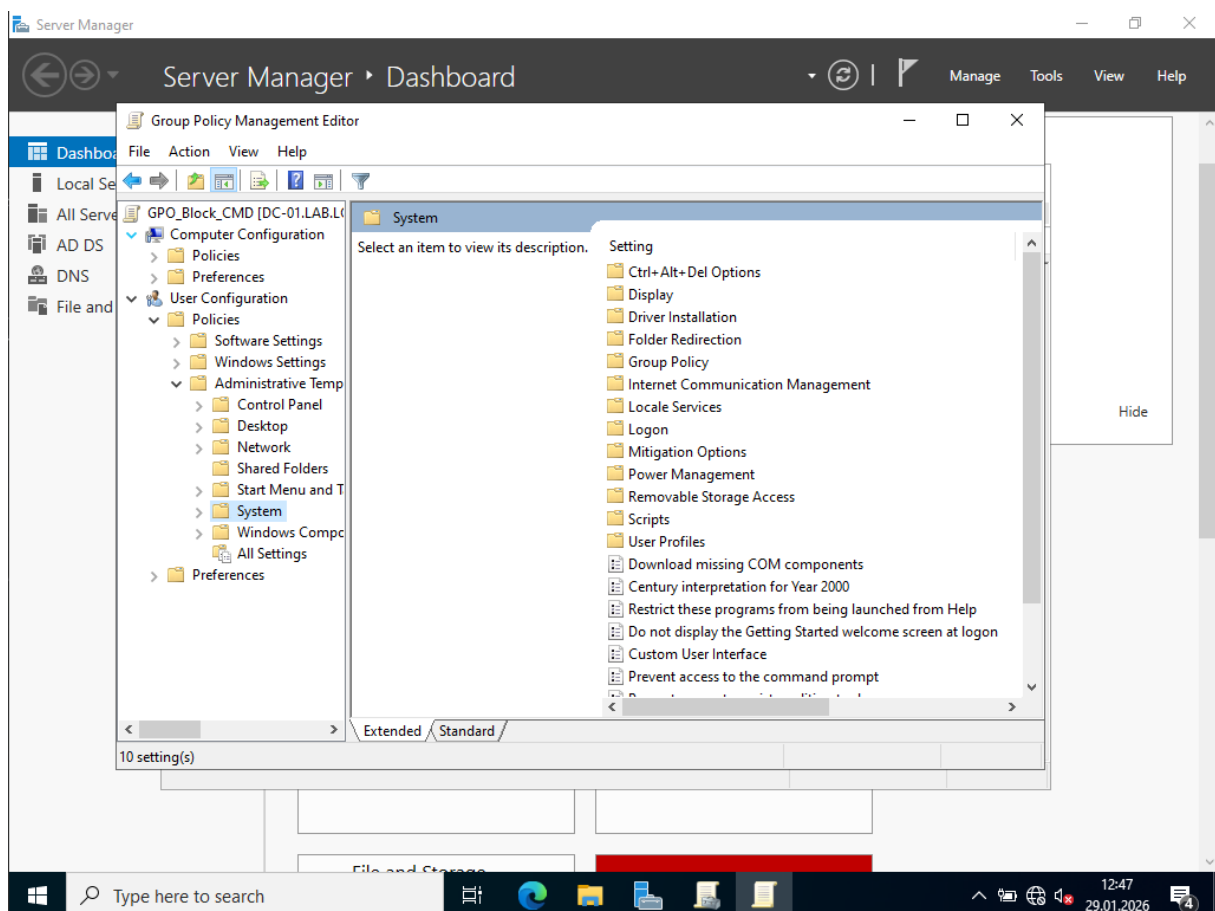 Server Manager
Server Manager • Dashboard
Manage Tools View Help
Group Policy Management Editor
File Action View Help
Dashboa
Local Se
All Serve
AD DS
DNS
File and
GPO_Block_CMD [DC-01.LAB.L
Computer Configuration
Policies
Preferences
User Configuration
Policies
Software Settings
Windows Settings
Administrative Temp
Control Panel
Desktop
Network
Shared Folders
Start Menu and T
System
Windows Compc
All Settings
Preferences
System
Select an item to view its description.
Setting
Ctrl+Alt+Del Options
Display
Driver Installation
Folder Redirection
Group Policy
Internet Communication Management
Locale Services
Logon
Mitigation Options
Power Management
Removable Storage Access
Scripts
User Profiles
Download missing COM components
Century interpretation for Year 2000
Restrict these programs from being launched from Help
Do not display the Getting Started welcome screen at logon
Custom User Interface
Prevent access to the command prompt
Extended Standard
10 setting(s)
Hide
File and Storage
Type here to search
12:47
29.01.2026
4